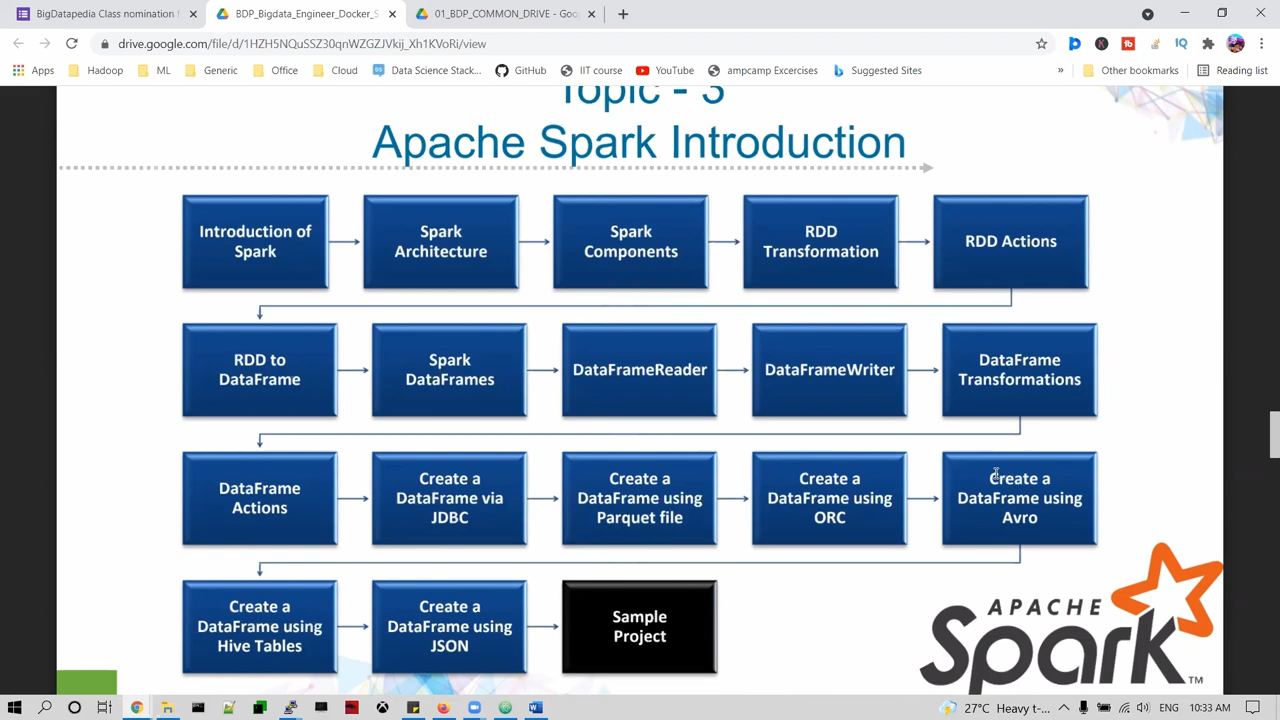 BigDatapedia Class nomination f
BDP_Bigdata_Engineer_Docker_S
01_BDP_COMMON_DRIVE - Goo
drive.google.com/file/d/1HZH5NQuSSZ30qnWZGZJVkij_Xh1KVoRi/view
Apps
Hadoop
ML
Generic
Office
Cloud
Data Science Stack...
GitHub
IIT course
YouTube
ampcamp Excercises
Suggested Sites
»
Other bookmarks
Reading list
Topic - 3
Apache Spark Introduction
Introduction of
Spark
Spark
Architecture
Spark
Components
RDD
Transformation
RDD Actions
RDD to
DataFrame
Spark
DataFrames
DataFrameReader
DataFrameWriter
DataFrame
Transformations
DataFrame
Actions
Create a
DataFrame via
JDBC
Create a
DataFrame using
Parquet file
Create a
DataFrame using
ORC
Create a
DataFrame using
Avro
Create a
DataFrame using
Hive Tables
Create a
DataFrame using
JSON
Sample
Project
APACHE
Spark™
27°C Heavy t-...
ENG
10:33 AM